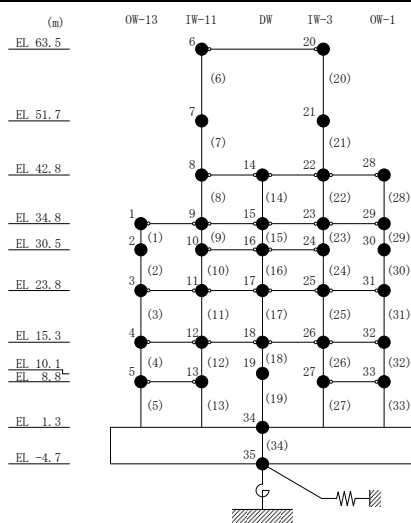 (m) OW-13 IW-11 DW IW-3 OW-1
EL 63.5 6 20
(6) (20)
EL 51.7 7 21
(7) (21)
EL 42.8 8 14 22 28
(8) (14) (22) (28)
EL 34.8 1 9 15 23 29
(1) (9) (15) (23) (29)
EL 30.5 2 10 16 24 30
(2) (10) (16) (24) (30)
EL 23.8 3 11 17 25 31
(3) (11) (17) (25) (31)
EL 15.3 4 12 18 26 32
(4) (12) (18) (26) (32)
EL 10.1 19
EL 8.8 5 13 27 33
(5) (13) (19) (27) (33)
EL 1.3 34
(34)
EL -4.7 35